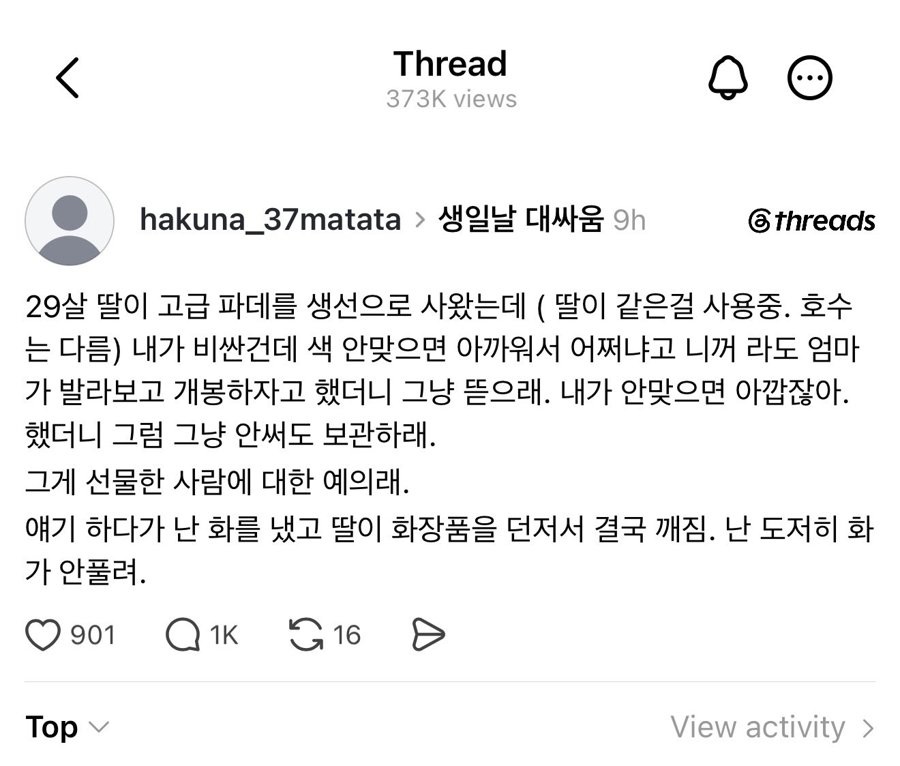 Thread
373K views
hakuna_37matata > 생일날 대싸움 9h
threads
29살 딸이 고급 파데를 생선으로 사왔는데 ( 딸이 같은걸 사용중. 호수
는 다름) 내가 비싼건데 색 안맞으면 아까워서 어쩌냐고 니꺼 라도 엄마
가 발라보고 개봉하자고 했더니 그냥 뜯으래. 내가 안맞으면 아깝잖아.
했더니 그럼 그냥 안써도 보관하래.
그게 선물한 사람에 대한 예의래.
얘기 하다가 난 화를 냈고 딸이 화장품을 던저서 결국 깨짐. 난 도저히 화
가 안풀려.
901 1K 16
Top
View activity